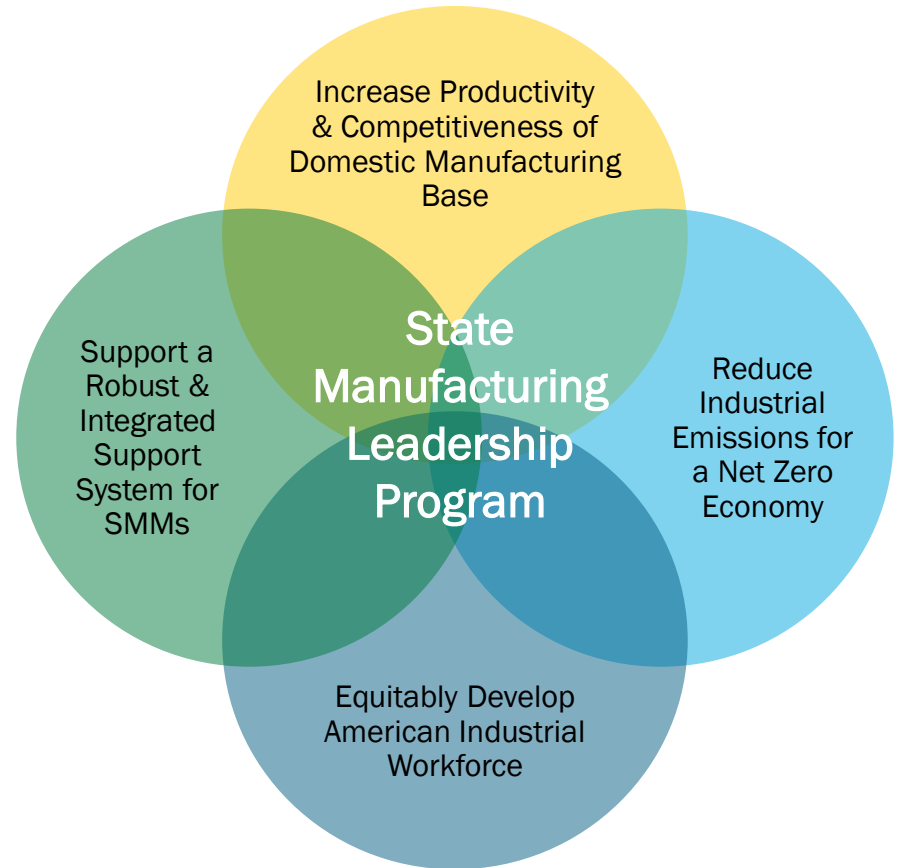 Increase Productivity
& Competitiveness of
Domestic Manufacturing
Base
State
Manufacturing
Leadership
Program
Support a
Robust &
Integrated
Support
System for
SMMs
Reduce
Industrial
Emissions for
a Net Zero
Economy
Equitably Develop
American Industrial
Workforce